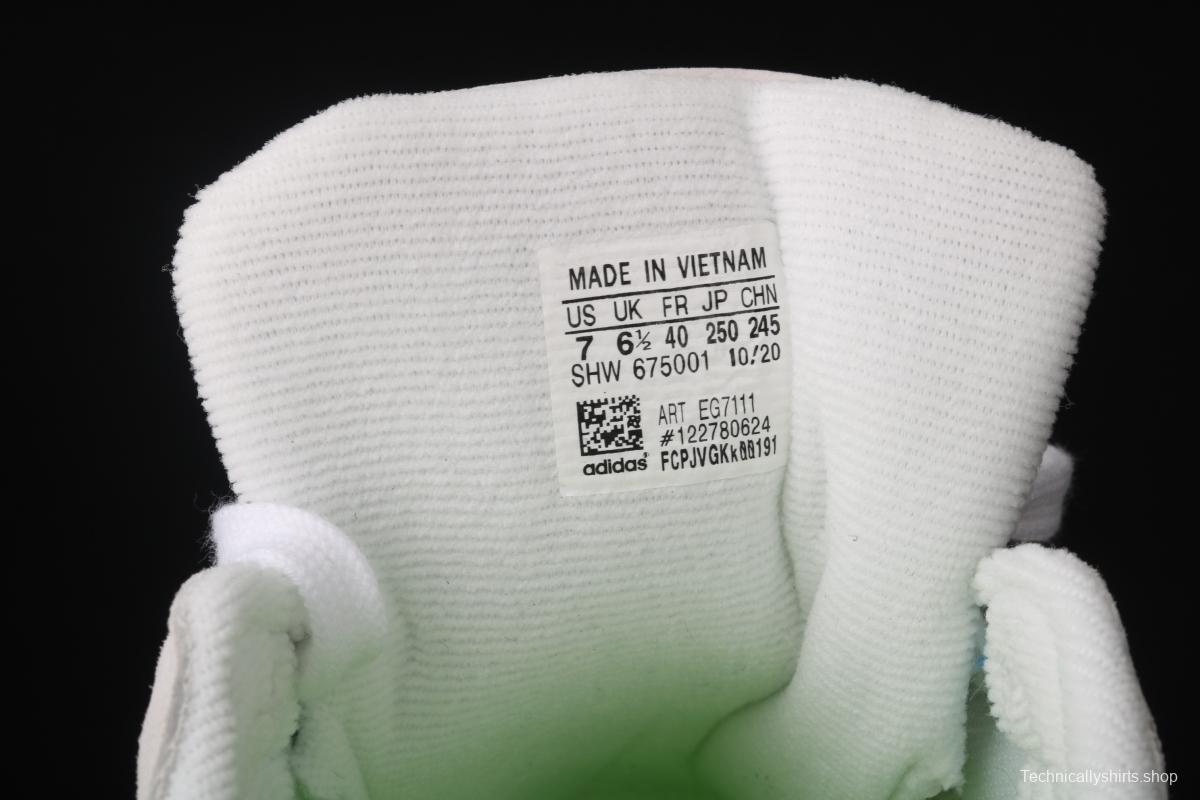 MADE IN VIETNAM
US UK FR JP CHN
7 6½ 40 250 245
SHW 675001 10/20
ART EG7111
#122780624
adidas
Technicallyshirts.shop